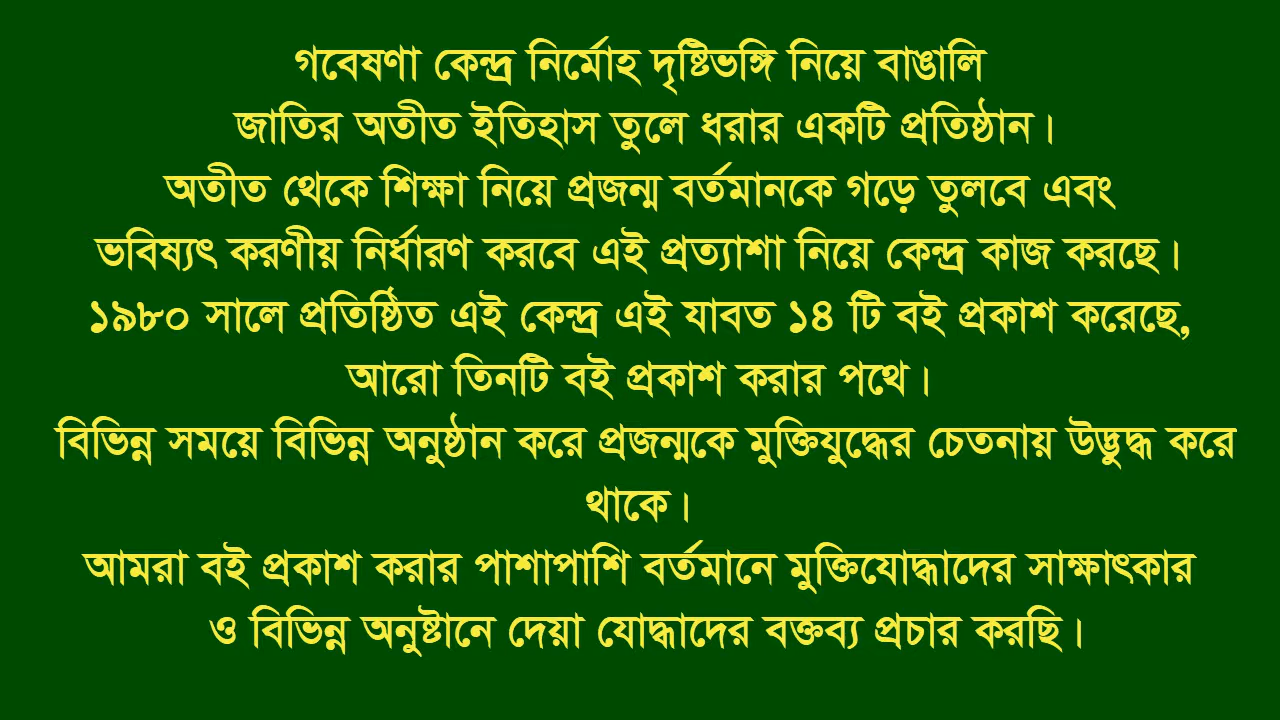 গবেষণা কেন্দ্র নির্মোহ দৃষ্টিভঙ্গি নিয়ে বাঙালি
জাতির অতীত ইতিহাস তুলে ধরার একটি প্রতিষ্ঠান।
অতীত থেকে শিক্ষা নিয়ে প্রজন্ম বর্তমানকে গড়ে তুলবে এবং
ভবিষ্যৎ করণীয় নির্ধারণ করবে এই প্রত্যাশা নিয়ে কেন্দ্র কাজ করছে।
১৯৮০ সালে প্রতিষ্ঠিত এই কেন্দ্র এই যাবত ১৪ টি বই প্রকাশ করেছে,
আরো তিনটি বই প্রকাশ করার পথে।
বিভিন্ন সময়ে বিভিন্ন অনুষ্ঠান করে প্রজন্মকে মুক্তিযুদ্ধের চেতনায় উদ্ভুদ্ধ করে
থাকে।
আমরা বই প্রকাশ করার পাশাপাশি বর্তমানে মুক্তিযোদ্ধাদের সাক্ষাৎকার
ও বিভিন্ন অনুষ্টানে দেয়া যোদ্ধাদের বক্তব্য প্রচার করছি।